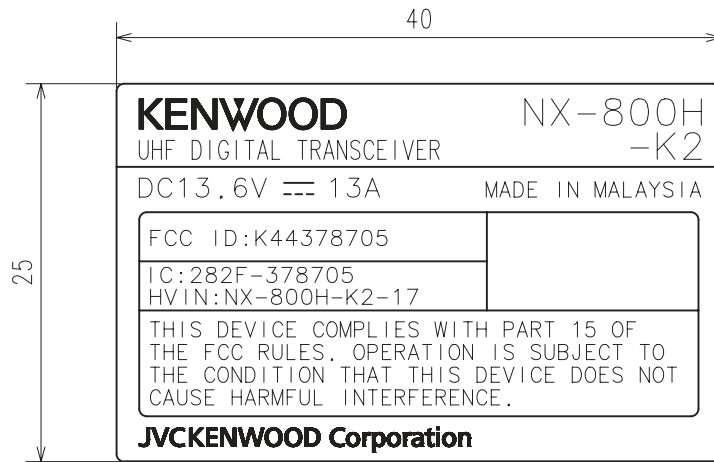 40
25
KENWOOD NX-800H
UHF DIGITAL TRANSCEIVER -K2
DC13.6V ⎓ 13A MADE IN MALAYSIA
FCC ID:K44378705
IC:282F-378705
HVIN:NX-800H-K2-17
THIS DEVICE COMPLIES WITH PART 15 OF
THE FCC RULES. OPERATION IS SUBJECT TO
THE CONDITION THAT THIS DEVICE DOES NOT
CAUSE HARMFUL INTERFERENCE.
JVCKENWOOD Corporation